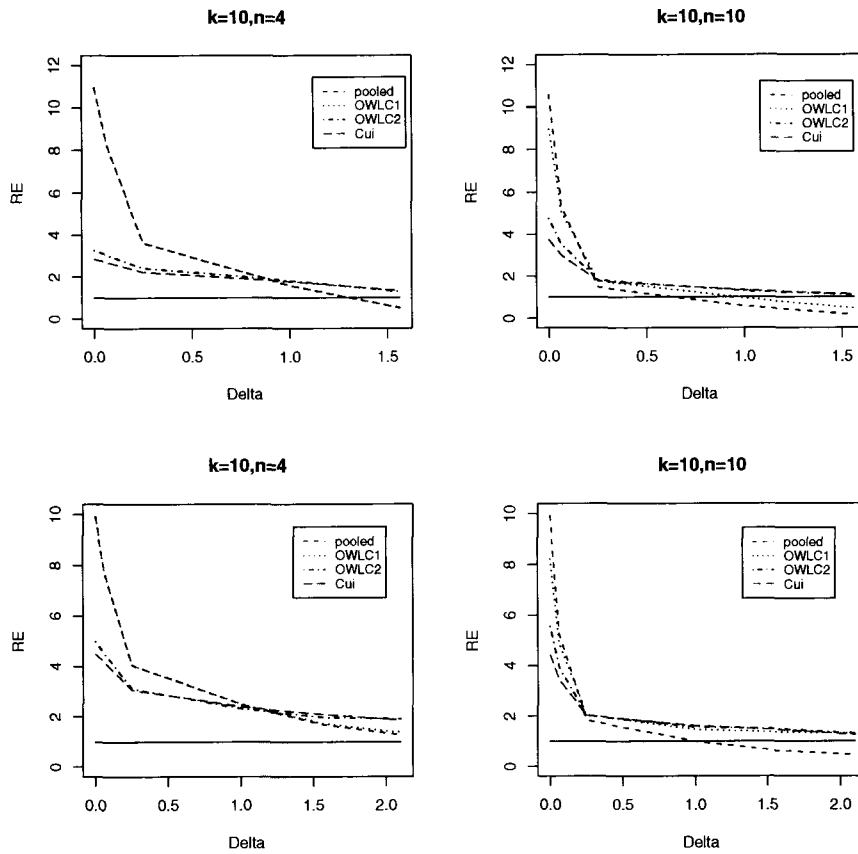 k=10,n=4
RE
12
10
8
6
4
2
0
pooled
OWLC1
OWLC2
Cui
0.0 0.5 1.0 1.5
Delta
k=10,n=10
RE
12
10
8
6
4
2
0
pooled
OWLC1
OWLC2
Cui
0.0 0.5 1.0 1.5
Delta
k=10,n=4
RE
10
8
6
4
2
0
pooled
OWLC1
OWLC2
Cui
0.0 0.5 1.0 1.5 2.0
Delta
k=10,n=10
RE
10
8
6
4
2
0
pooled
OWLC1
OWLC2
Cui
0.0 0.5 1.0 1.5 2.0
Delta